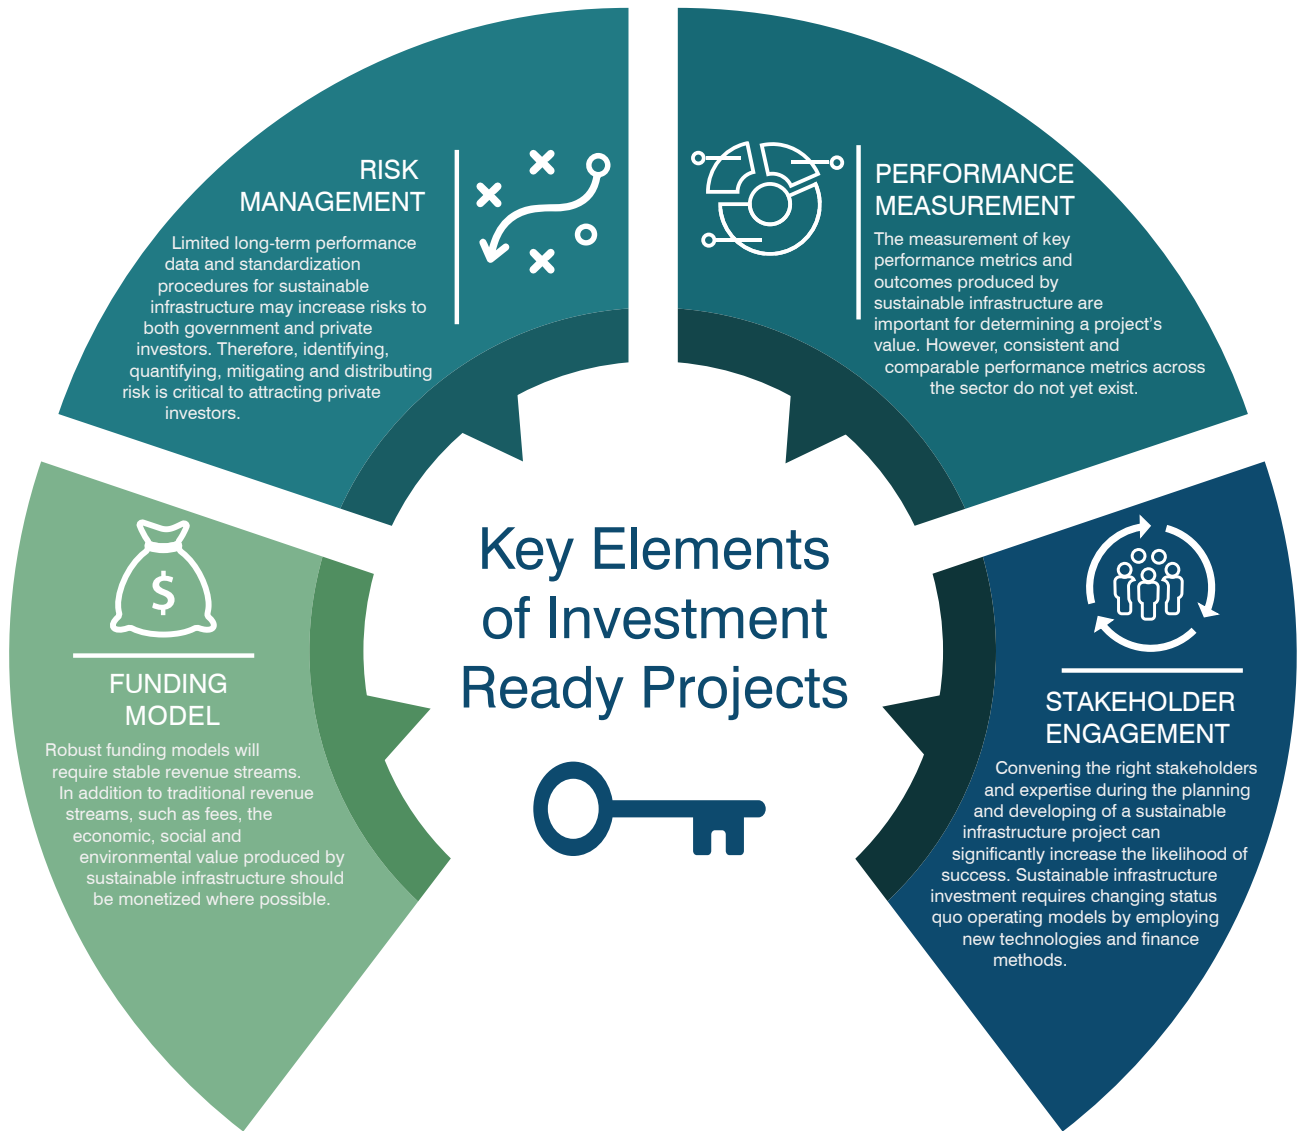 RISK
MANAGEMENT
Limited long-term performance
data and standardization
procedures for sustainable
infrastructure may increase risks to
both government and private
investors. Therefore, identifying,
quantifying, mitigating and distributing
risk is critical to attracting private
investors.
PERFORMANCE
MEASUREMENT
The measurement of key
performance metrics and
outcomes produced by
sustainable infrastructure are
important for determining a project’s
value. However, consistent and
comparable performance metrics across
the sector do not yet exist.
Key Elements
of Investment
Ready Projects
$
FUNDING
MODEL
Robust funding models will
require stable revenue streams.
In addition to traditional revenue
streams, such as fees, the
economic, social and
environmental value produced by
sustainable infrastructure should
be monetized where possible.
STAKEHOLDER
ENGAGEMENT
Convening the right stakeholders
and expertise during the planning
and developing of a sustainable
infrastructure project can
significantly increase the likelihood of
success. Sustainable infrastructure
investment requires changing status
quo operating models by employing
new technologies and finance
methods.